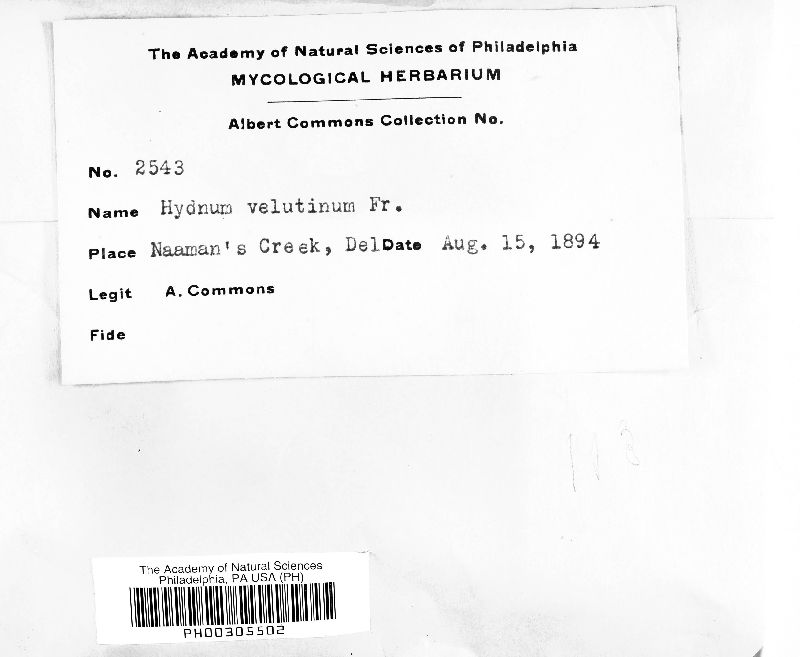 The Academy of Natural Sciences of Philadelphia
MYCOLOGICAL HERBARIUM
Albert Commons Collection No.
No. 2543
Name Hydnum velutinum Fr.
Place Naaman's Creek, Del Date Aug. 15, 1894
Legit A. Commons
Fide
The Academy of Natural Sciences
Philadelphia, PA USA (PH)
PH00305502